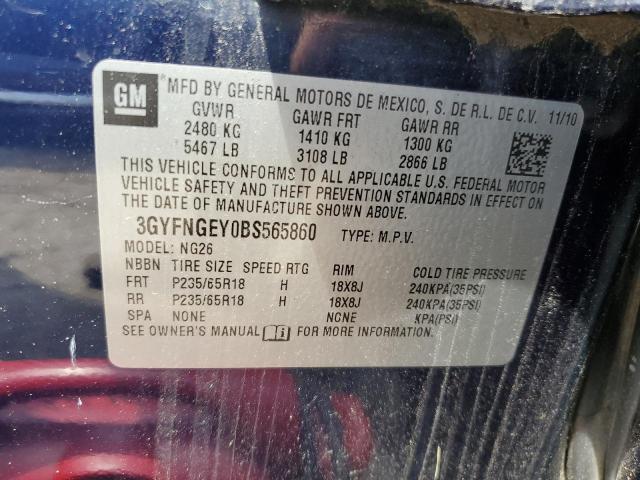 GM MFD BY GENERAL MOTORS DE MEXICO, S. DE R.L. DE C.V. 11/10
GVWR GAWR FRT GAWR RR
2480 KG 1410 KG 1300 KG
5467 LB 3108 LB 2866 LB
THIS VEHICLE CONFORMS TO ALL APPLICABLE U.S. FEDERAL MOTOR
VEHICLE SAFETY AND THEFT PREVENTION STANDARDS IN EFFECT ON
THE DATE OF MANUFACTURE SHOWN ABOVE.
3GYFNGEY0BS565860 TYPE: M.P.V.
MODEL: NG26
NBBN TIRE SIZE SPEED RTG RIM COLD TIRE PRESSURE
FRT P235/65R18 H 18X8J 240KPA(35PSI)
RR P235/65R18 H 18X8J 240KPA(35PSI)
SPA NONE NONE KPA(PSI)
SEE OWNER'S MANUAL FOR MORE INFORMATION.